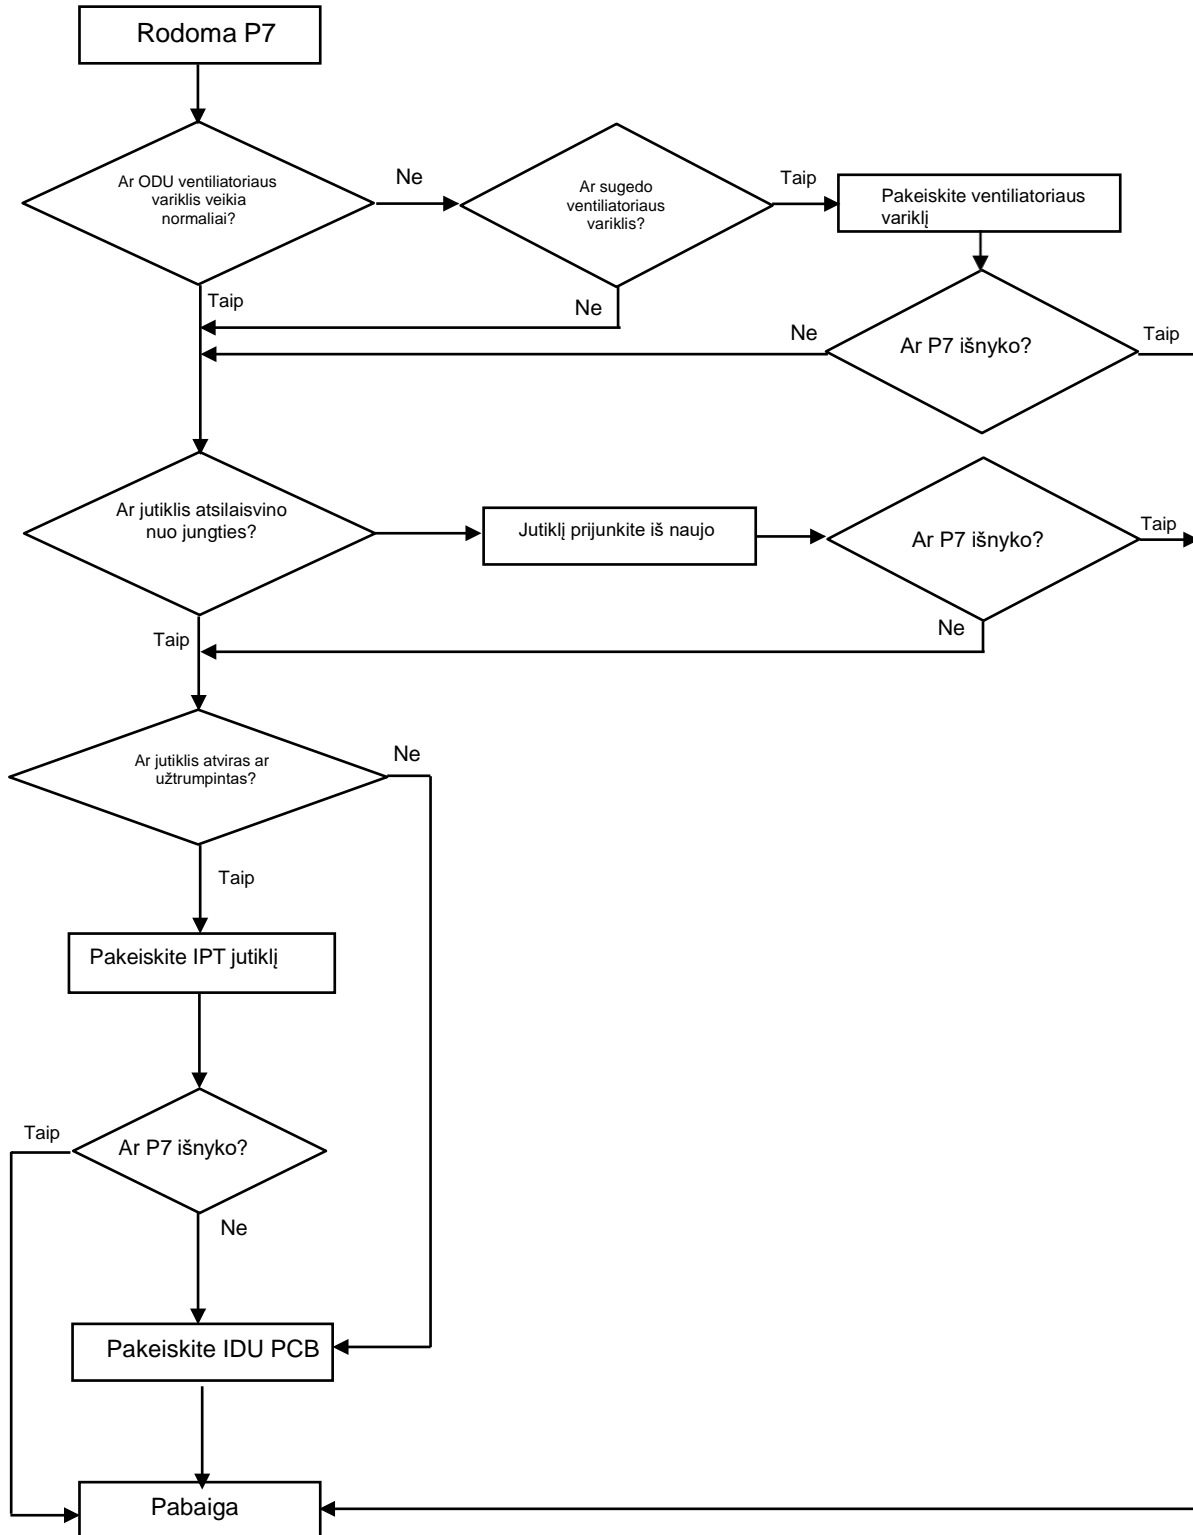 Rodoma P7
Ar ODU ventiliatoriaus
variklis veikia
normaliai?
Ne
Ar sugedo
ventiliatoriaus
variklis?
Taip
Pakeiskite ventiliatoriaus
variklį
Taip
Ne
Ne
Ar P7 išnyko?
Taip
Ar jutiklis atsilaisvino
nuo jungties?
Jutiklį prijunkite iš naujo
Ar P7 išnyko?
Taip
Taip
Ne
Ar jutiklis atviras ar
užtrumpintas?
Ne
Taip
Pakeiskite IPT jutiklį
Taip
Ar P7 išnyko?
Ne
Pakeiskite IDU PCB
Pabaiga